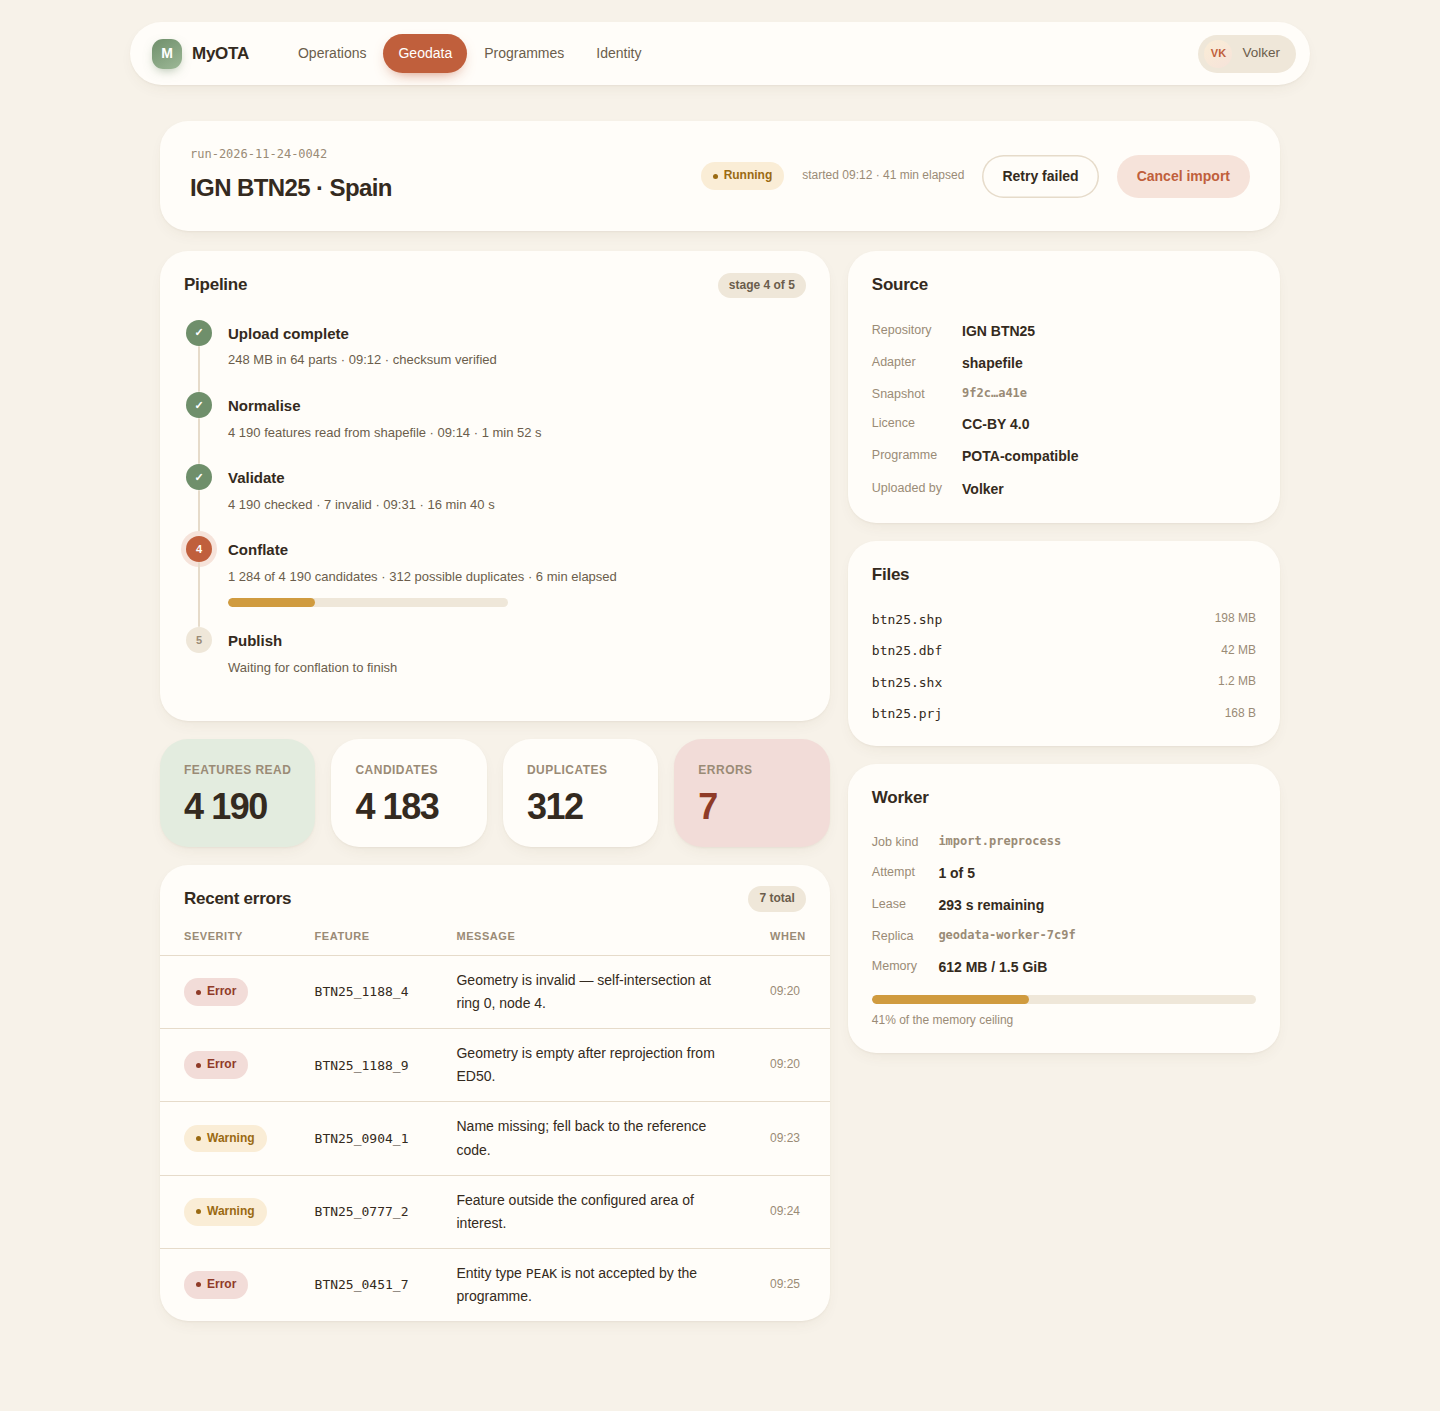 M MyOTA Operations Geodata Programmes Identity VK Volker
run-2026-11-24-0042
IGN BTN25 · Spain
Running started 09:12 · 41 min elapsed Retry failed Cancel import
Pipeline stage 4 of 5
✓ Upload complete
248 MB in 64 parts · 09:12 · checksum verified
✓ Normalise
4 190 features read from shapefile · 09:14 · 1 min 52 s
✓ Validate
4 190 checked · 7 invalid · 09:31 · 16 min 40 s
4 Conflate
1 284 of 4 190 candidates · 312 possible duplicates · 6 min elapsed
5 Publish
Waiting for conflation to finish
FEATURES READ
4 190
CANDIDATES
4 183
DUPLICATES
312
ERRORS
7
Recent errors 7 total
SEVERITY FEATURE MESSAGE WHEN
Error BTN25_1188_4 Geometry is invalid — self-intersection at 09:20
ring 0, node 4.
Error BTN25_1188_9 Geometry is empty after reprojection from 09:20
ED50.
Warning BTN25_0904_1 Name missing; fell back to the reference 09:23
code.
Warning BTN25_0777_2 Feature outside the configured area of 09:24
interest.
Error BTN25_0451_7 Entity type PEAK is not accepted by the 09:25
programme.
Source
Repository IGN BTN25
Adapter shapefile
Snapshot 9f2c…a41e
Licence CC-BY 4.0
Programme POTA-compatible
Uploaded by Volker
Files
btn25.shp 198 MB
btn25.dbf 42 MB
btn25.shx 1.2 MB
btn25.prj 168 B
Worker
Job kind import.preprocess
Attempt 1 of 5
Lease 293 s remaining
Replica geodata-worker-7c9f
Memory 612 MB / 1.5 GiB
41% of the memory ceiling